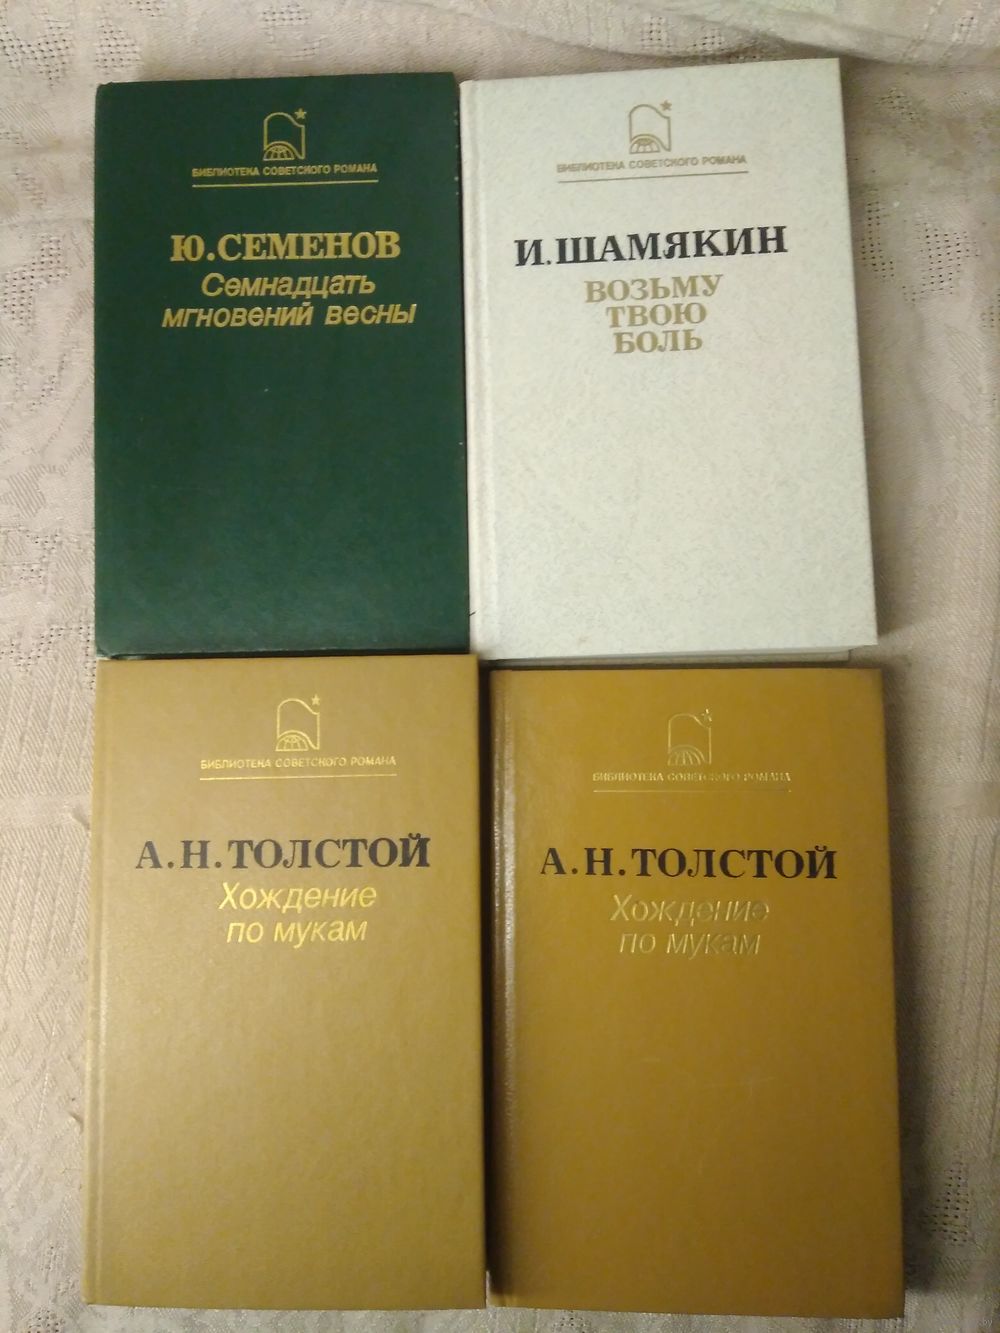 БИБЛИОТЕКА СОВЕТСКОГО РОМАНА
Ю. СЕМЕНОВ
Семнадцать
мгновений весны
БИБЛИОТЕКА СОВЕТСКОГО РОМАНА
И. ШАМЯКИН
ВОЗЬМУ
ТВОЮ
БОЛЬ
БИБЛИОТЕКА СОВЕТСКОГО РОМАНА
А. Н. ТОЛСТОЙ
Хождение
по мукам
БИБЛИОТЕКА СОВЕТСКОГО РОМАНА
А. Н. ТОЛСТОЙ
Хождение
по мукам